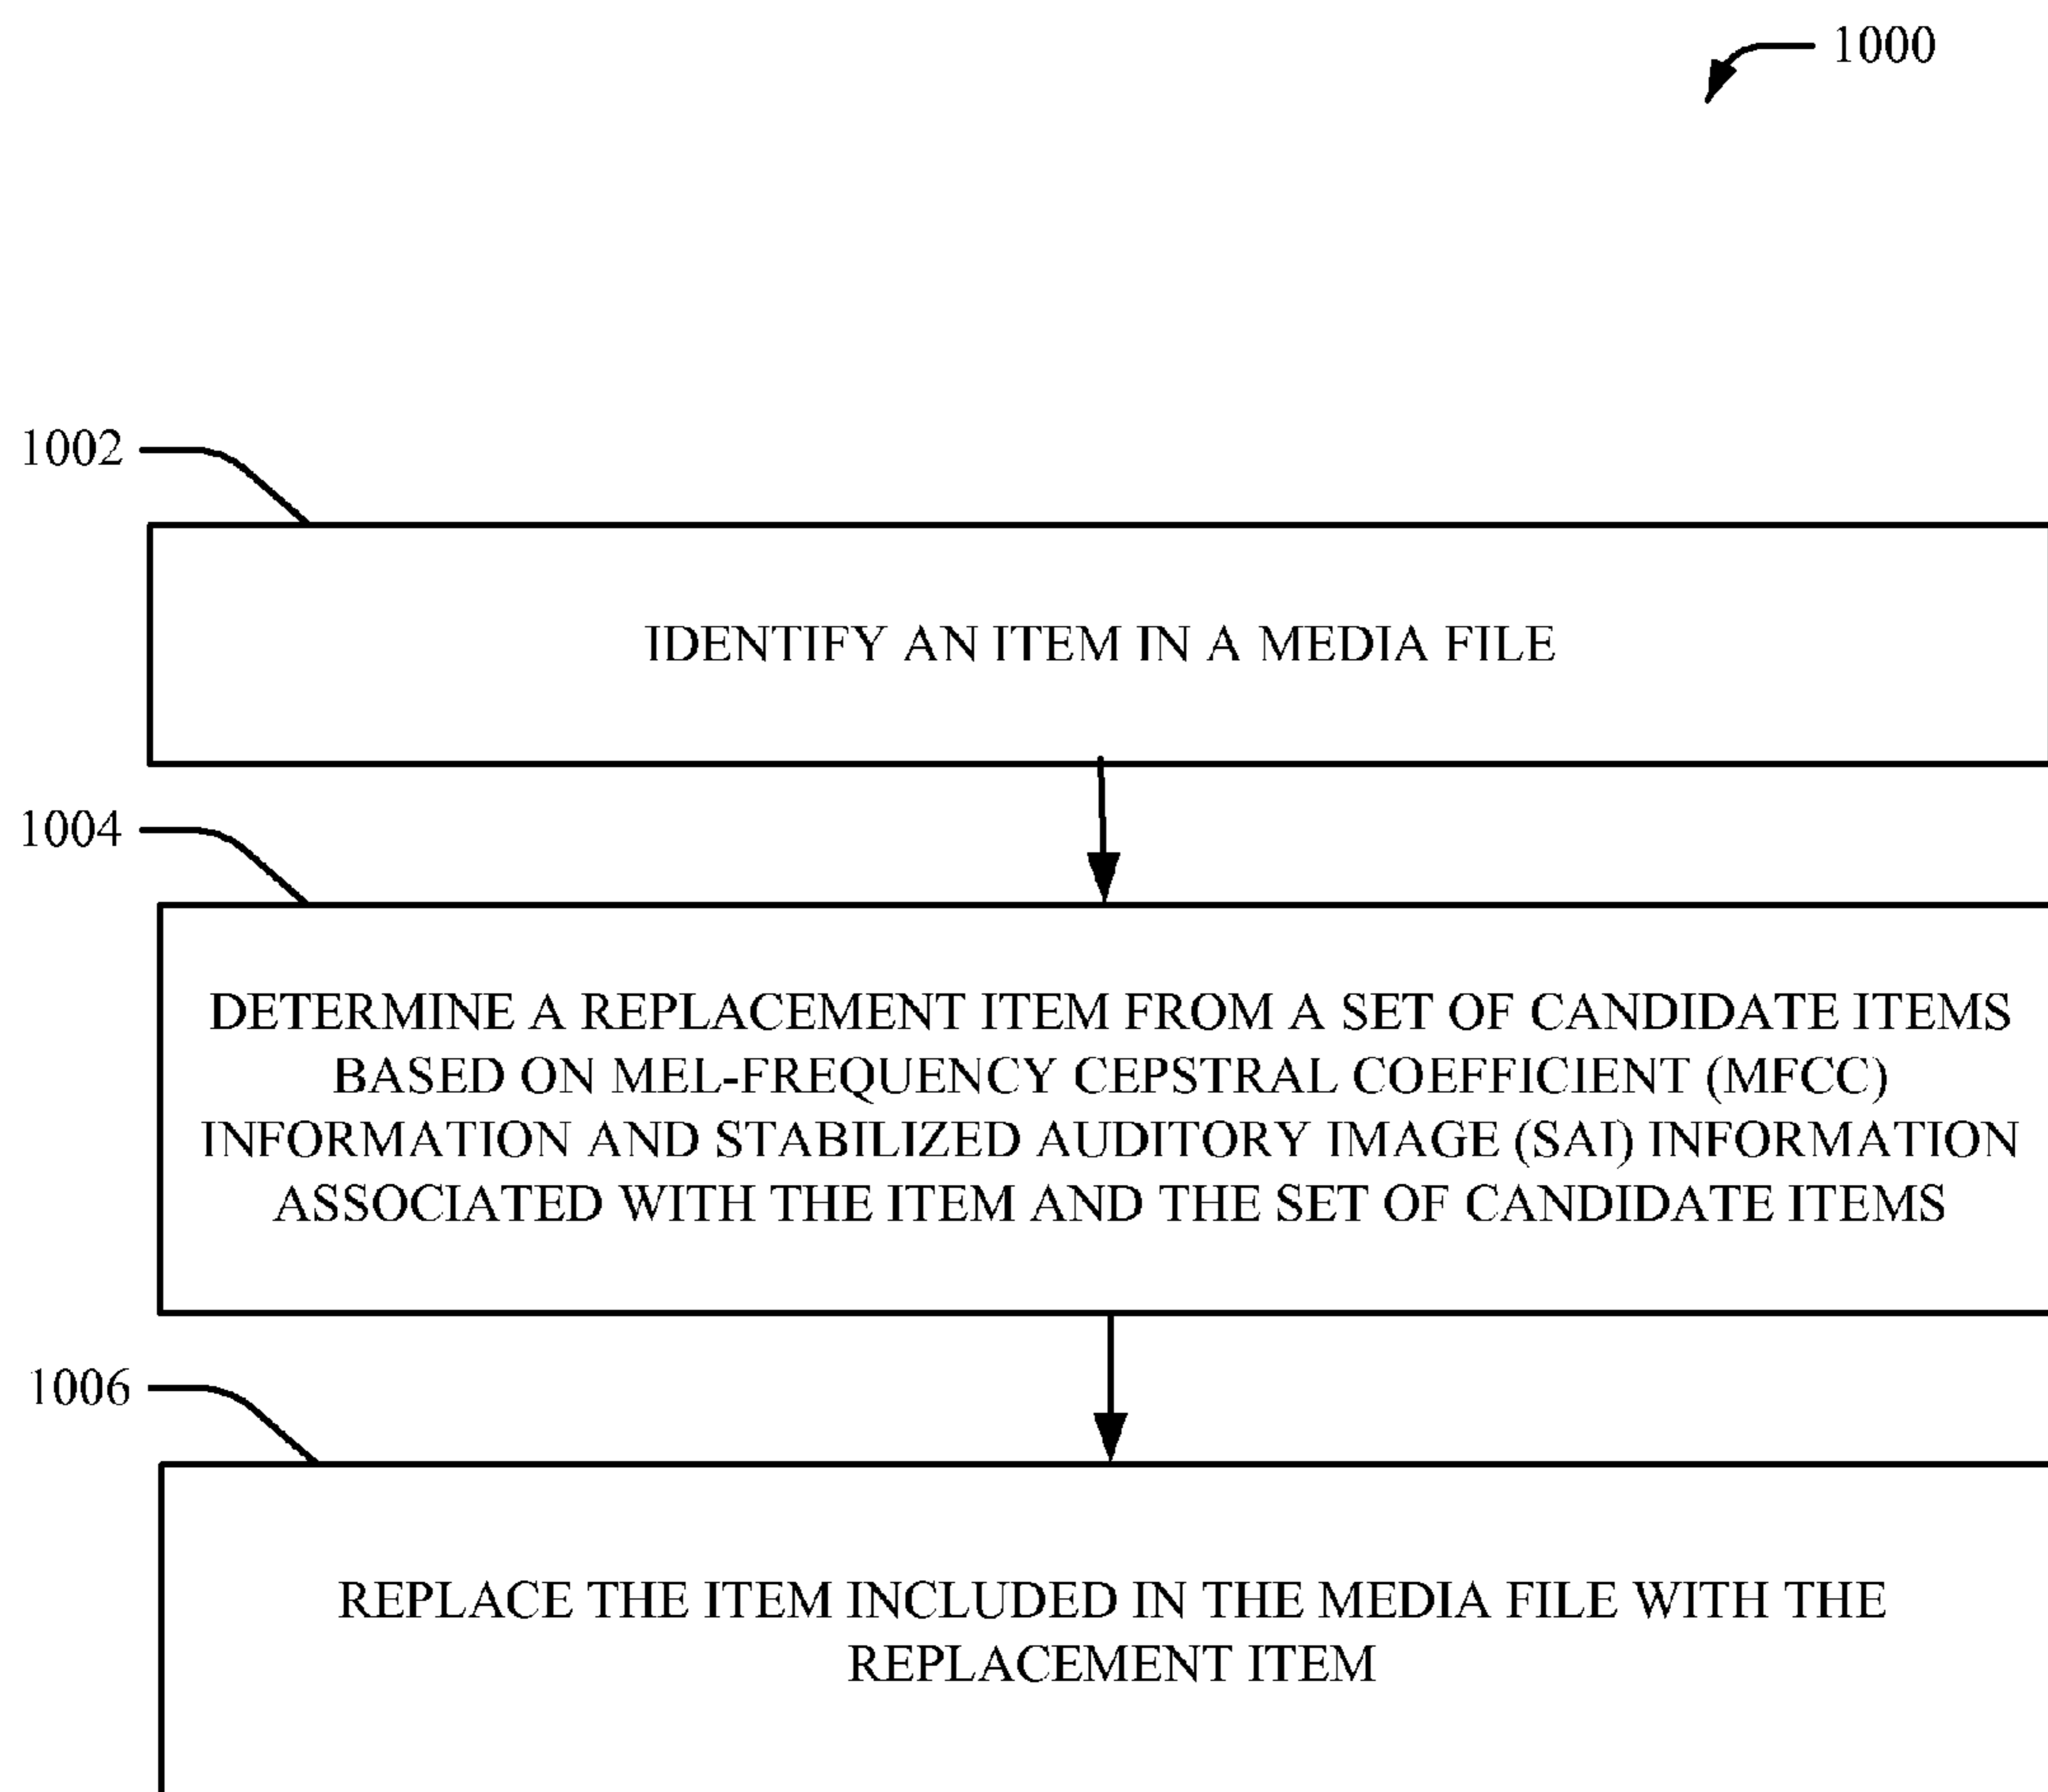 1000
1002
IDENTIFY AN ITEM IN A MEDIA FILE
1004
DETERMINE A REPLACEMENT ITEM FROM A SET OF CANDIDATE ITEMS
BASED ON MEL-FREQUENCY CEPSTRAL COEFFICIENT (MFCC)
INFORMATION AND STABILIZED AUDITORY IMAGE (SAI) INFORMATION
ASSOCIATED WITH THE ITEM AND THE SET OF CANDIDATE ITEMS
1006
REPLACE THE ITEM INCLUDED IN THE MEDIA FILE WITH THE
REPLACEMENT ITEM